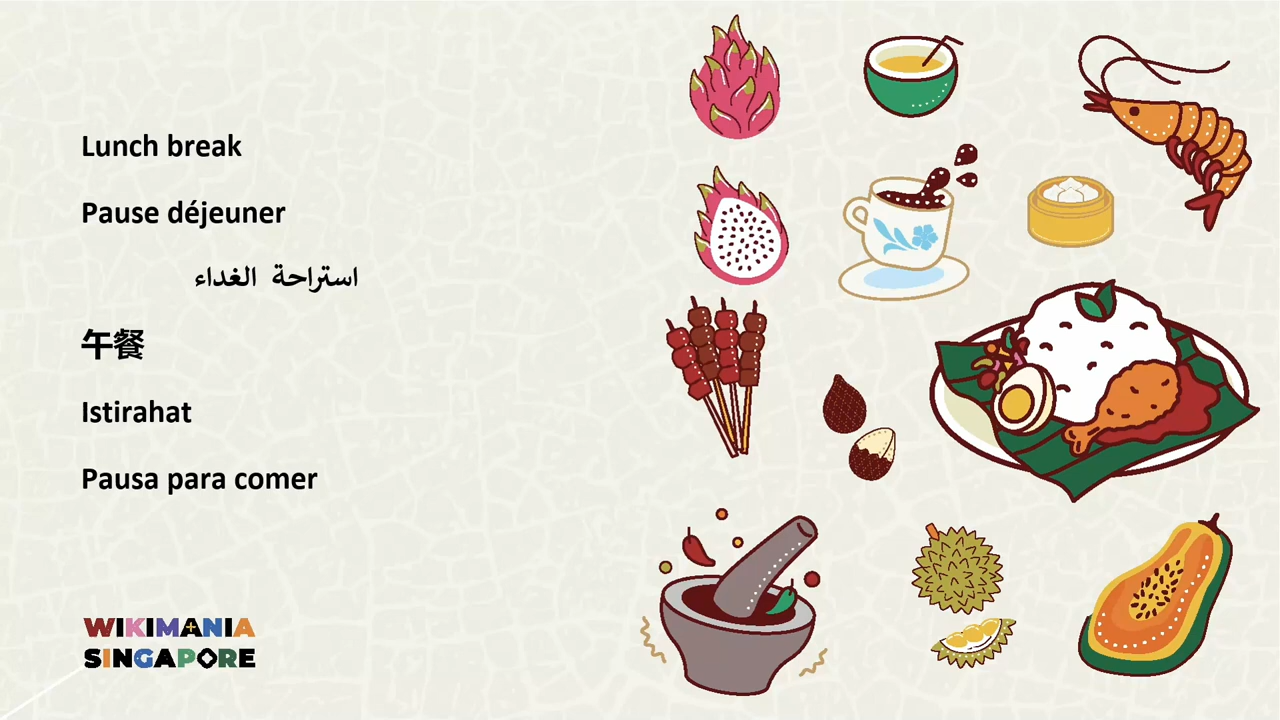 Lunch break
Pause déjeuner
استراحة الغداء
午餐
Istirahat
Pausa para comer
WIKIMANIA
SINGAPORE